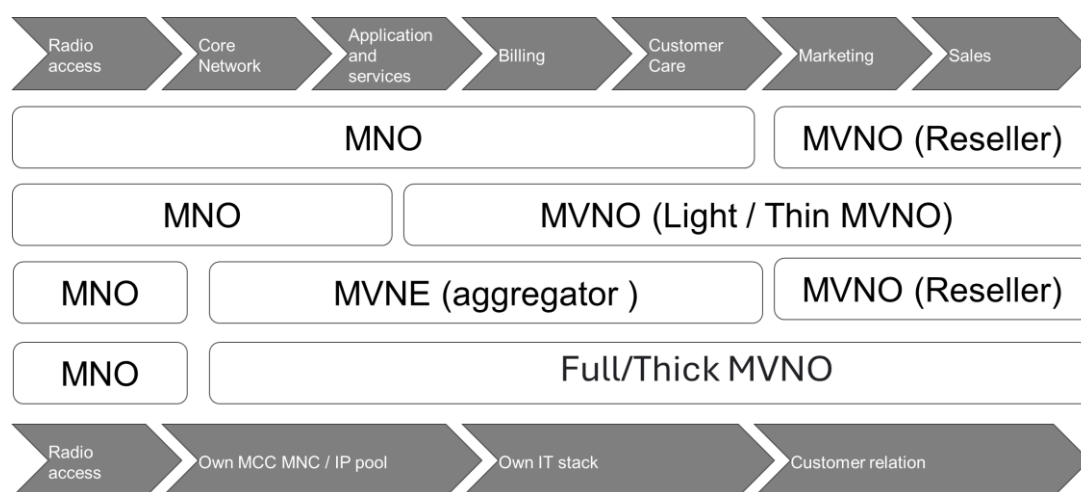 Radio
access
Core
Network
Application
and
services
Billing
Customer
Care
Marketing
Sales
MNO
MVNO (Reseller)
MNO
MVNO (Light / Thin MVNO)
MNO
MVNE (aggregator )
MVNO (Reseller)
MNO
Full/Thick MVNO
Radio
access
Own MCC MNC / IP pool
Own IT stack
Customer relation